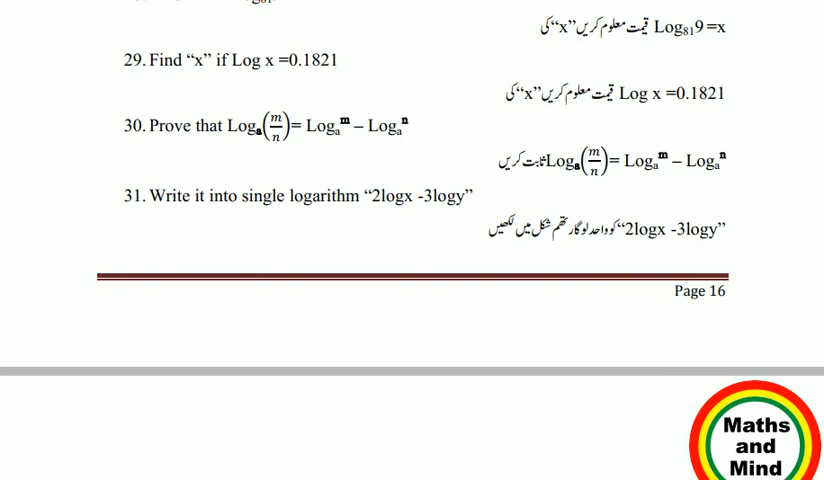 Log₈₁9 =x قیمت معلوم کریں “x”کی
29. Find “x” if Log x =0.1821
Log x =0.1821 قیمت معلوم کریں “x”کی
30. Prove that Logₐ(m/n)= Logₐᵐ – Logₐⁿ
Logₐ(m/n)= Logₐᵐ – Logₐⁿ ثابت کریں
31. Write it into single logarithm “2logx -3logy”
“2logx -3logy” کو واحد لوگارتھم شکل میں لکھیں
Page 16
Maths
and
Mind